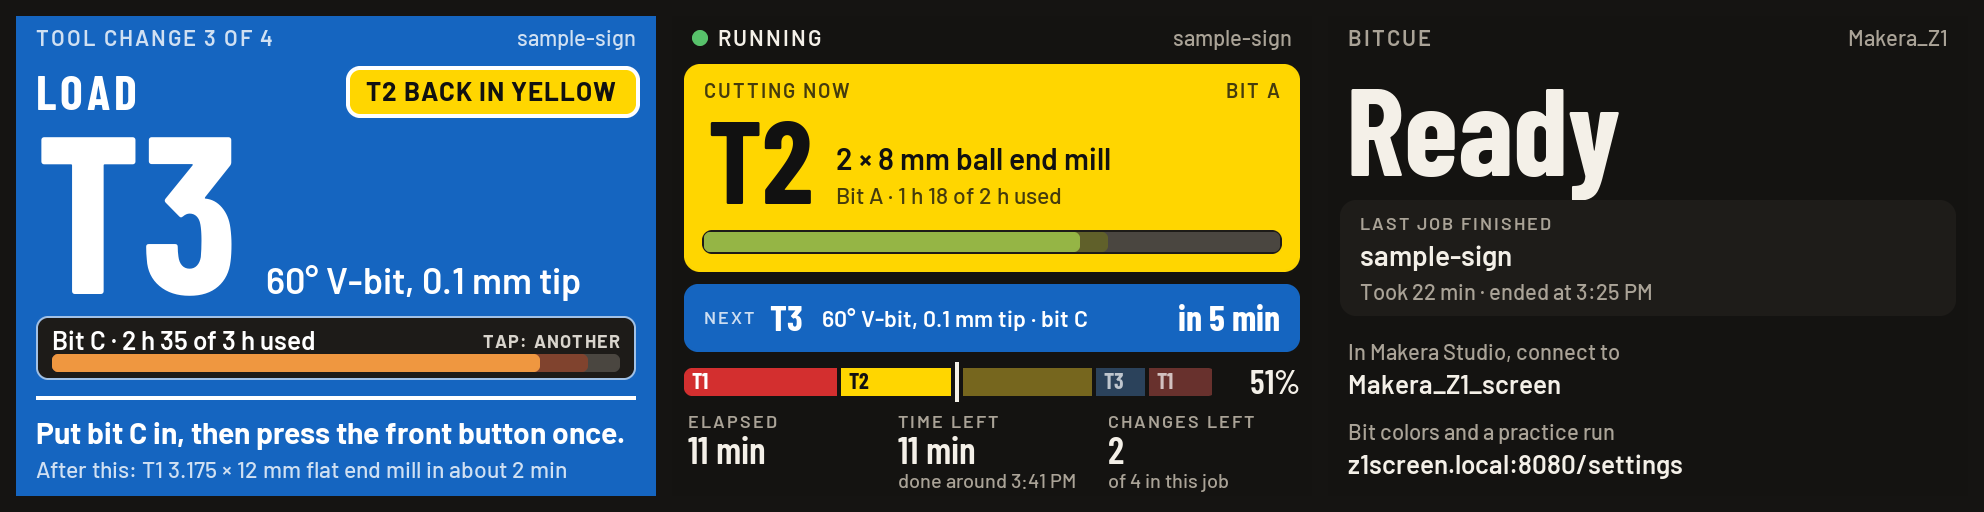 TOOL CHANGE 3 OF 4
sample-sign
LOAD
T2 BACK IN YELLOW
T3
60° V-bit, 0.1 mm tip
Bit C · 2 h 35 of 3 h used
TAP: ANOTHER
Put bit C in, then press the front button once.
After this: T1 3.175 × 12 mm flat end mill in about 2 min
RUNNING
sample-sign
CUTTING NOW
BIT A
T2
2 × 8 mm ball end mill
Bit A · 1 h 18 of 2 h used
NEXT T3 60° V-bit, 0.1 mm tip · bit C in 5 min
T1 T2 T3 T1 51%
ELAPSED
11 min
TIME LEFT
11 min
done around 3:41 PM
CHANGES LEFT
2
of 4 in this job
BITCUE
Makera_Z1
Ready
LAST JOB FINISHED
sample-sign
Took 22 min · ended at 3:25 PM
In Makera Studio, connect to
Makera_Z1_screen
Bit colors and a practice run
z1screen.local:8080/settings